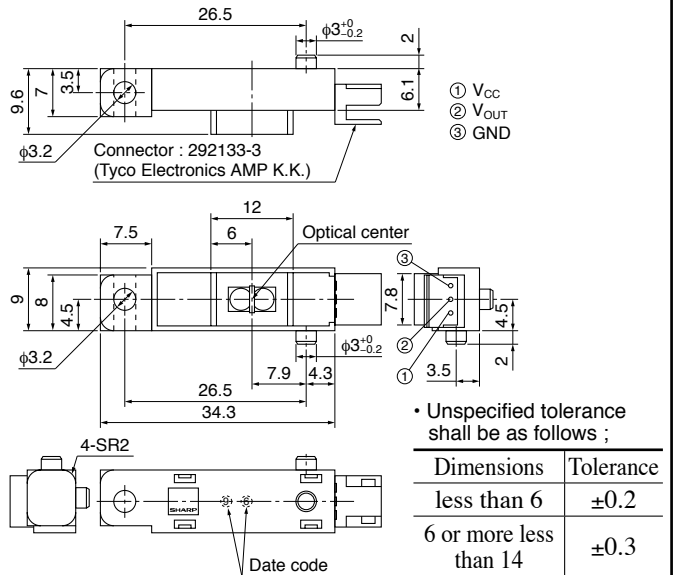 26.5
φ3+0 −0.2
2
9.6
7
3.5
6.1
① VCC
② VOUT
③ GND
φ3.2
Connector : 292133-3
(Tyco Electronics AMP K.K.)
12
7.5
6
Optical center
③
9
8
4.5
7.8
4.5
φ3.2
φ3+0 −0.2
②
①
3.5
2
7.9
4.3
26.5
34.3
• Unspecified tolerance
shall be as follows ;
Dimensions Tolerance
less than 6 ±0.2
6 or more less
than 14 ±0.3
4-SR2
SHARP
9 6
Date code